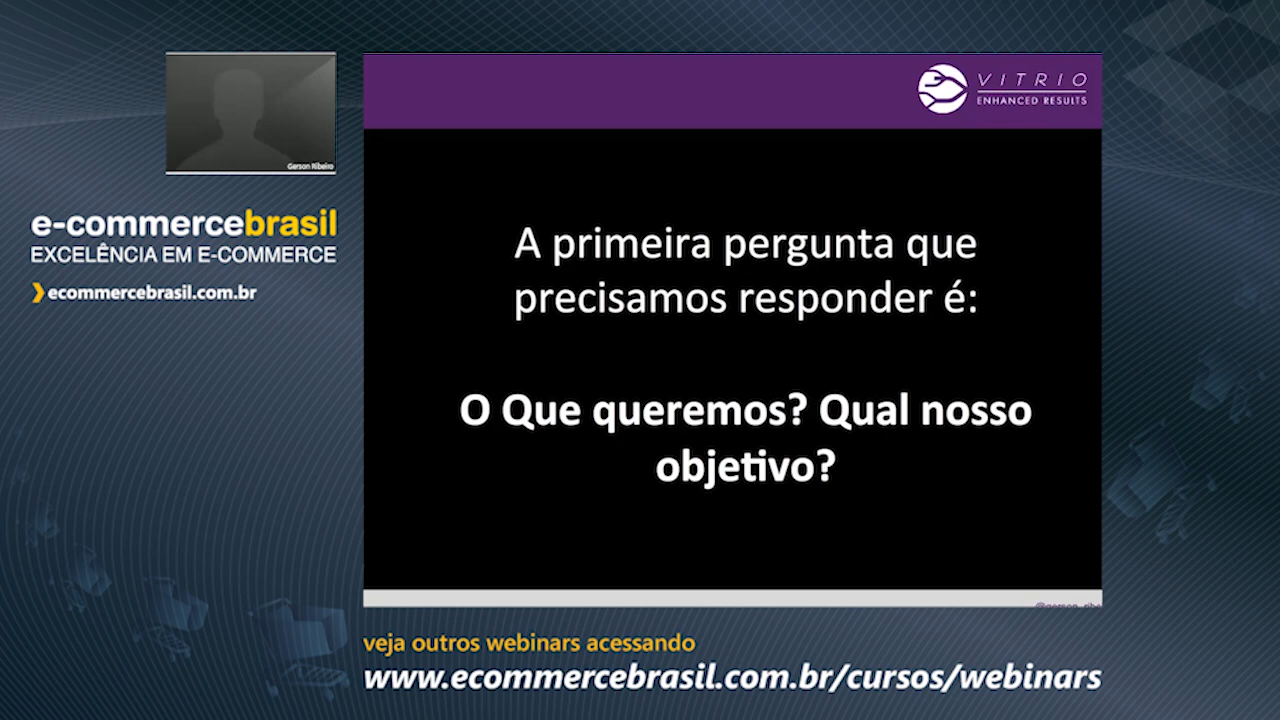 Gerson Ribeiro
e-commercebrasil
EXCELÊNCIA EM E-COMMERCE
ecommercebrasil.com.br
VITRIO
ENHANCED RESULTS
A primeira pergunta que
precisamos responder é:
O Que queremos? Qual nosso
objetivo?
veja outros webinars acessando
www.ecommercebrasil.com.br/cursos/webinars